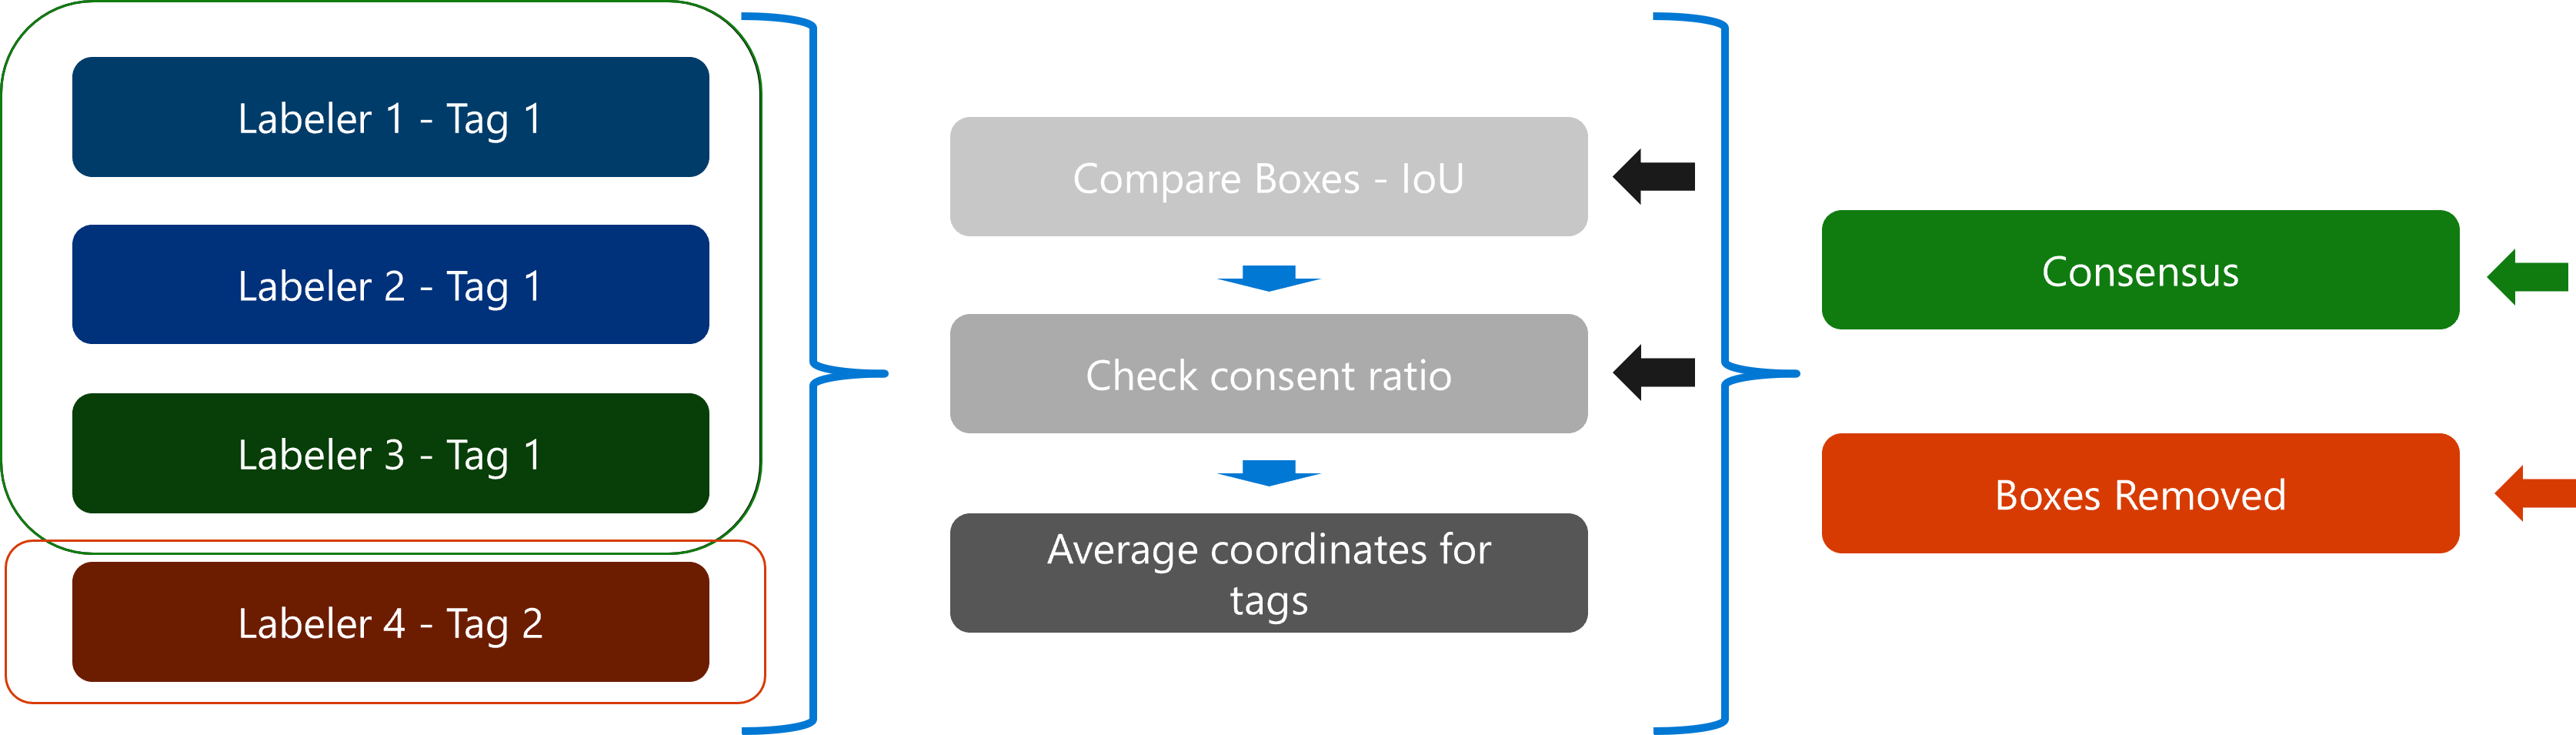 Labeler 1 - Tag 1
Labeler 2 - Tag 1
Labeler 3 - Tag 1
Labeler 4 - Tag 2
Compare Boxes - IoU
Check consent ratio
Average coordinates for
tags
Consensus
Boxes Removed